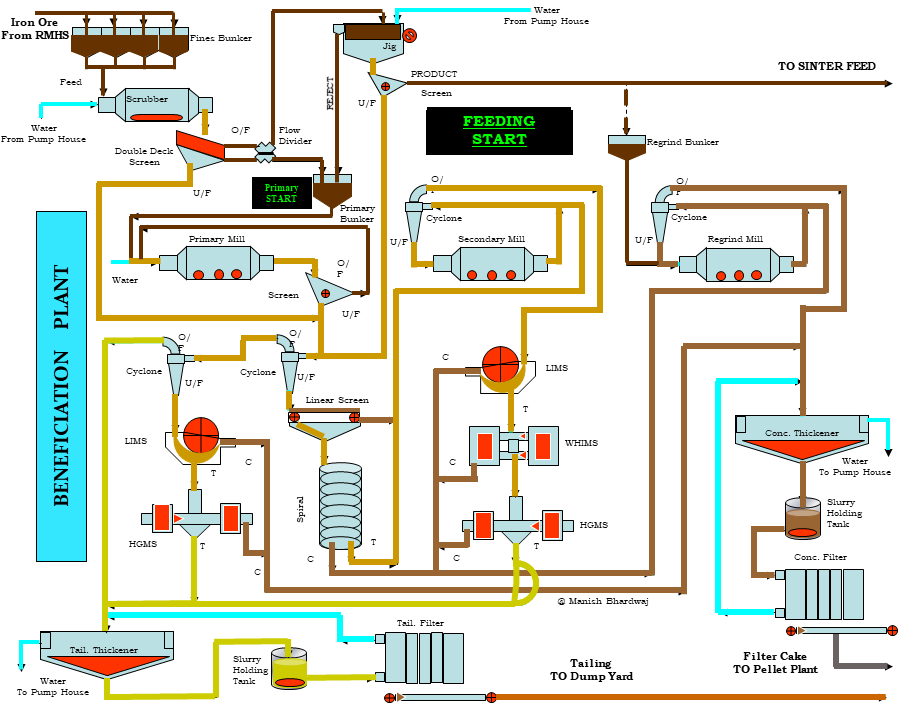 Iron Ore
From RMHS
Fines Bunker
Jig
Water
From Pump House
PRODUCT
Screen
TO SINTER FEED
Feed
Scrubber
U/F
REJECT
Water
From Pump House
O/F
Flow
Divider
FEEDING
START
Regrind Bunker
Double Deck
Screen
U/F
Primary
START
Primary
Bunker
O/
F
Cyclone
U/F
Secondary Mill
O/
F
Cyclone
U/F
Regrind Mill
Primary Mill
Water
O/
F
Screen
U/F
BENEFICIATION PLANT
O/
F
Cyclone
U/F
O/
F
Cyclone
U/F
Linear Screen
C
LIMS
T
LIMS
T
C
WHIMS
C
Spiral
HGMS
T
C
C
T
HGMS
C
T
Conc. Thickener
Water
To Pump House
Slurry
Holding
Tank
Conc. Filter
@ Manish Bhardwaj
Tail. Thickener
Water
To Pump House
Slurry
Holding
Tank
Tail. Filter
Tailing
TO Dump Yard
Filter Cake
TO Pellet Plant